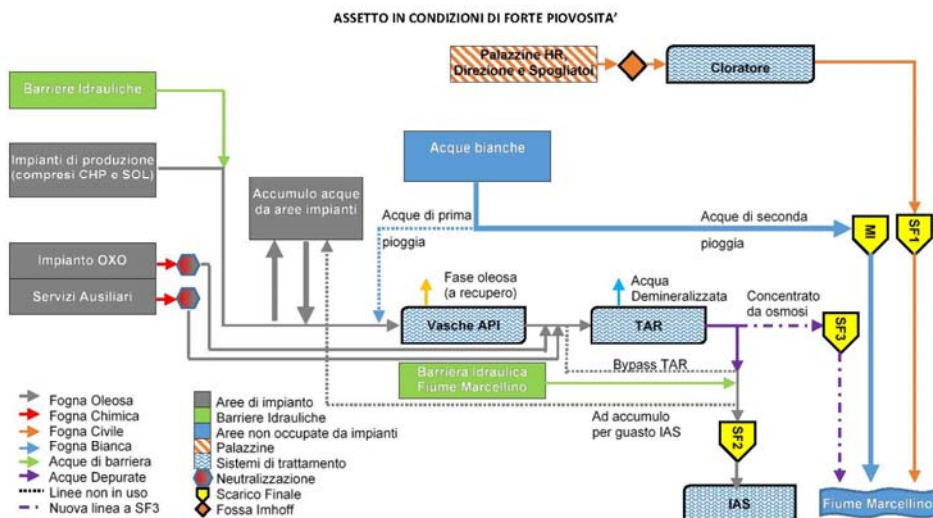 ASSETTO IN CONDIZIONI DI FORTE PIOVOSITA'
Palazzine HR,
Direzione e Spogliatoi
Cloratore
Barriere Idrauliche
Impianti di produzione
(compresi CHP e SOL)
Accumulo acque
da aree impianti
Acque bianche
Acque di prima
pioggia
Acque di seconda
pioggia
MI
SF1
Impianto OXO
Servizi Ausiliari
Fase oleosa
(a recupero)
Acqua
Demineralizzata
Concentrato
da osmosi
Vasche API
TAR
SF3
Bypass TAR
Barriera Idraulica
Fiume Marcellino
Ad accumulo
per guasto IAS
SF2
IAS
Fiume Marcellino
Fogna Oleosa
Fogna Chimica
Fogna Civile
Fogna Bianca
Acque di barriera
Acque Depurate
Linee non in uso
Nuova linea a SF3
Aree di impianto
Barriere Idrauliche
Aree non occupate da impianti
Palazzine
Sistemi di trattamento
Neutralizzazione
Scarico Finale
Fossa Imhoff